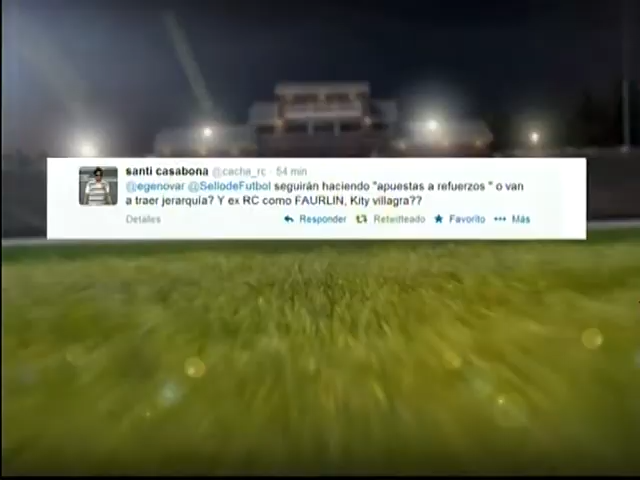 santi casabona @cacha_rc · 54 min
@egenovar @SellodeFutbol seguirán haciendo "apuestas a refuerzos " o van
a traer jerarquía? Y ex RC como FAURLIN, Kity villagra??
Detalles Responder Retwitteado Favorito Más